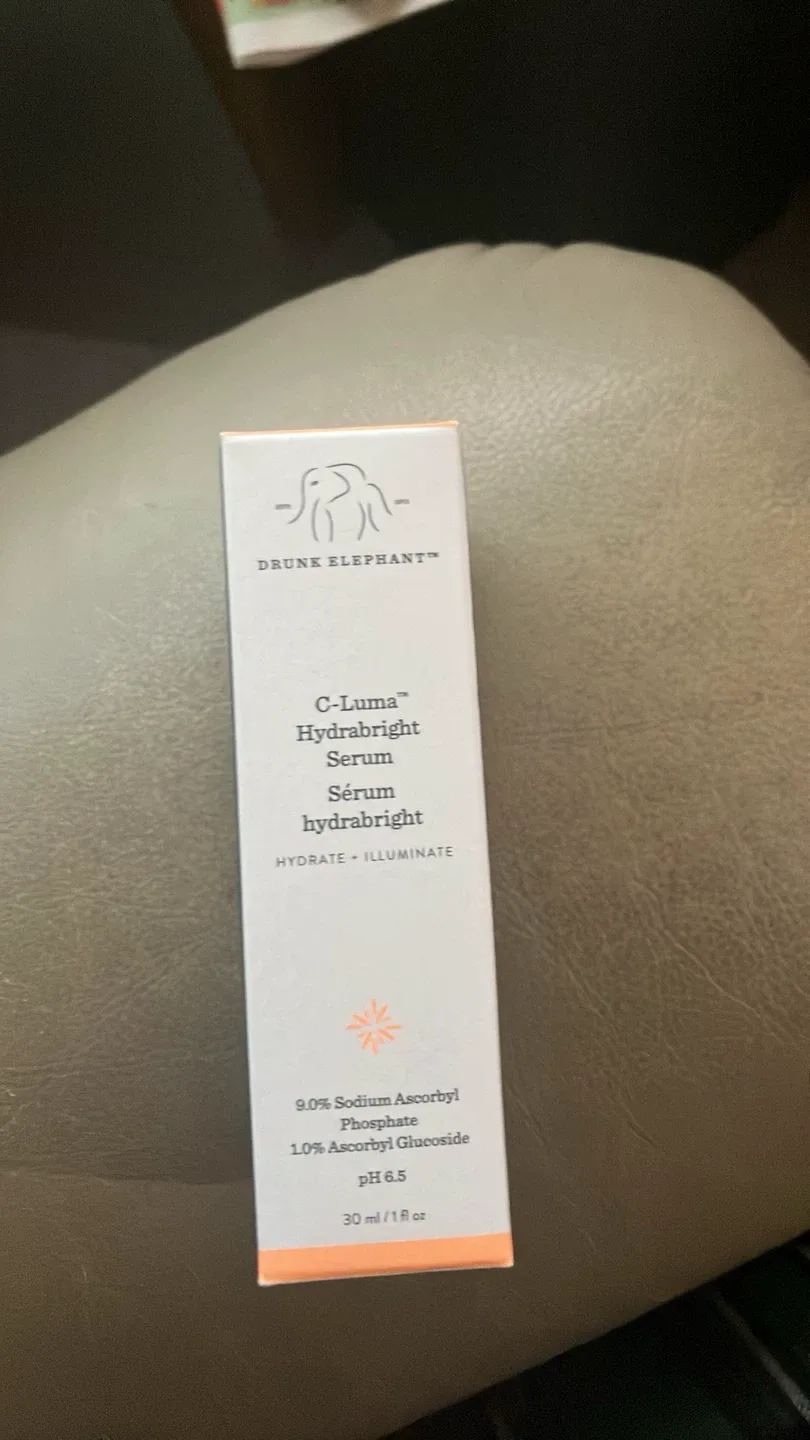 DRUNK ELEPHANT™
C-Luma™
Hydrabright
Serum
Sérum
hydrabright
HYDRATE + ILLUMINATE
9.0% Sodium Ascorbyl
Phosphate
1.0% Ascorbyl Glucoside
pH 6.5
30 ml / 1 fl oz